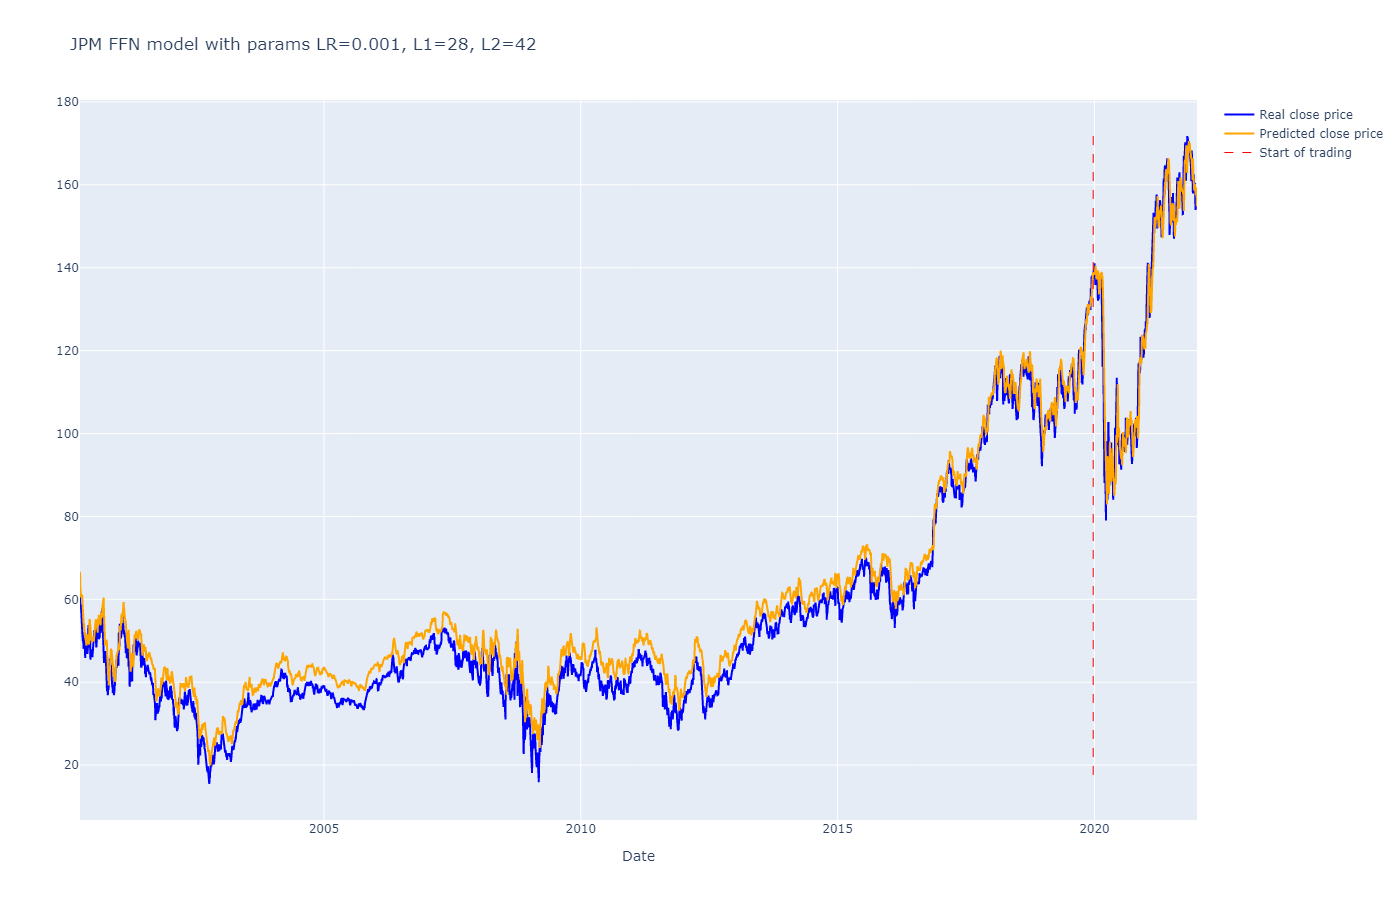 JPM FFN model with params LR=0.001, L1=28, L2=42
180
160
140
120
100
80
60
40
20
2005
2010
2015
2020
Date
Real close price
Predicted close price
Start of trading